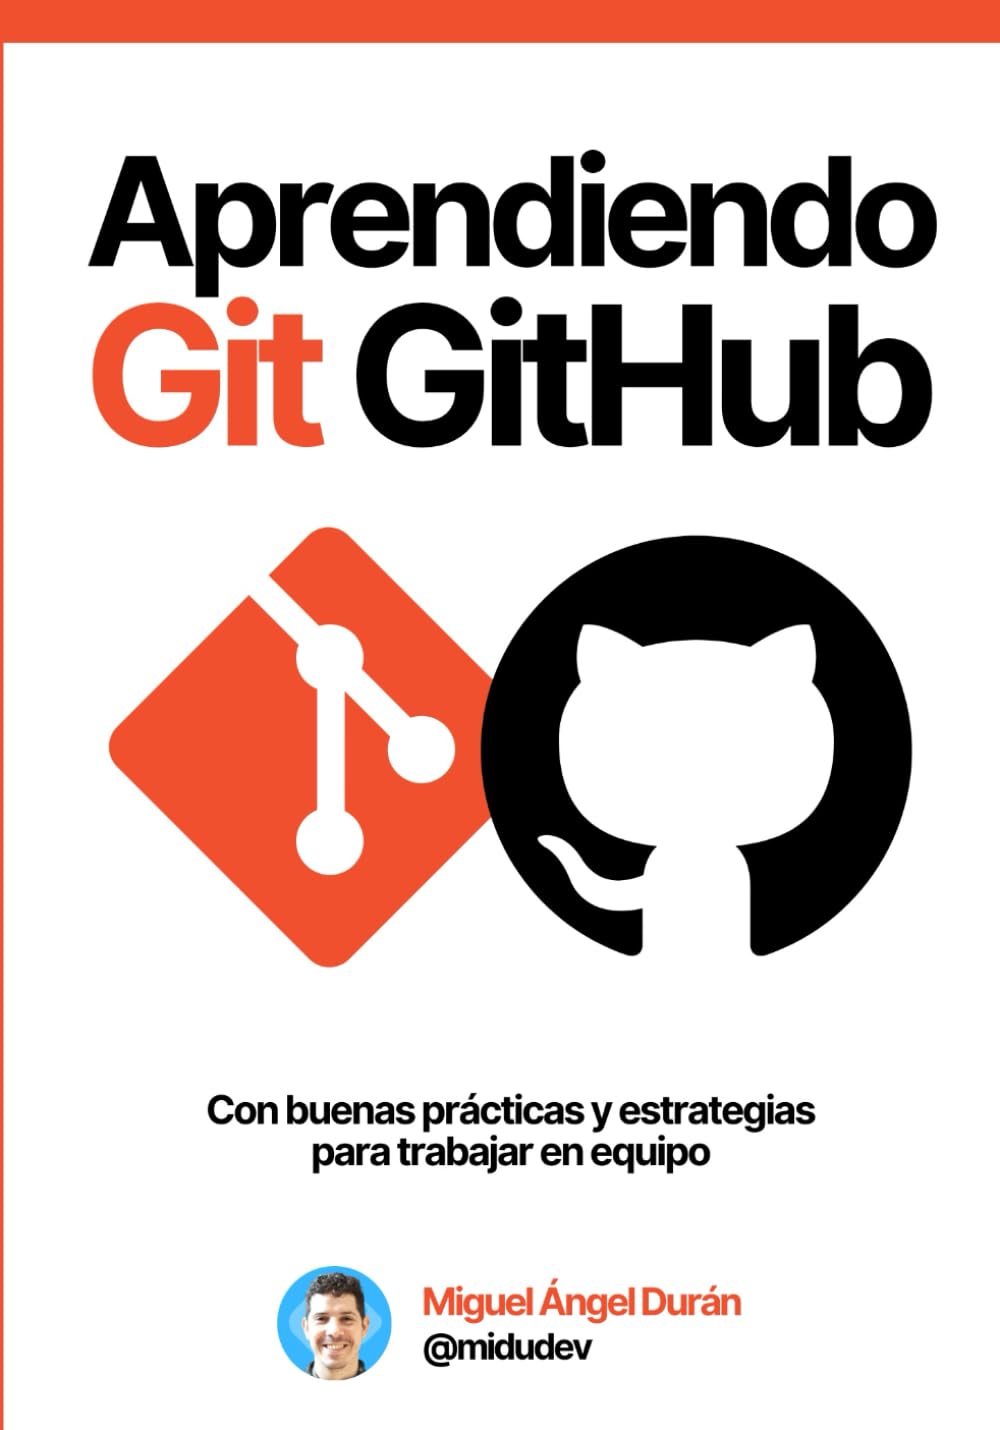 Aprendiendo
Git GitHub
Con buenas prácticas y estrategias
para trabajar en equipo
Miguel Ángel Durán
@midudev